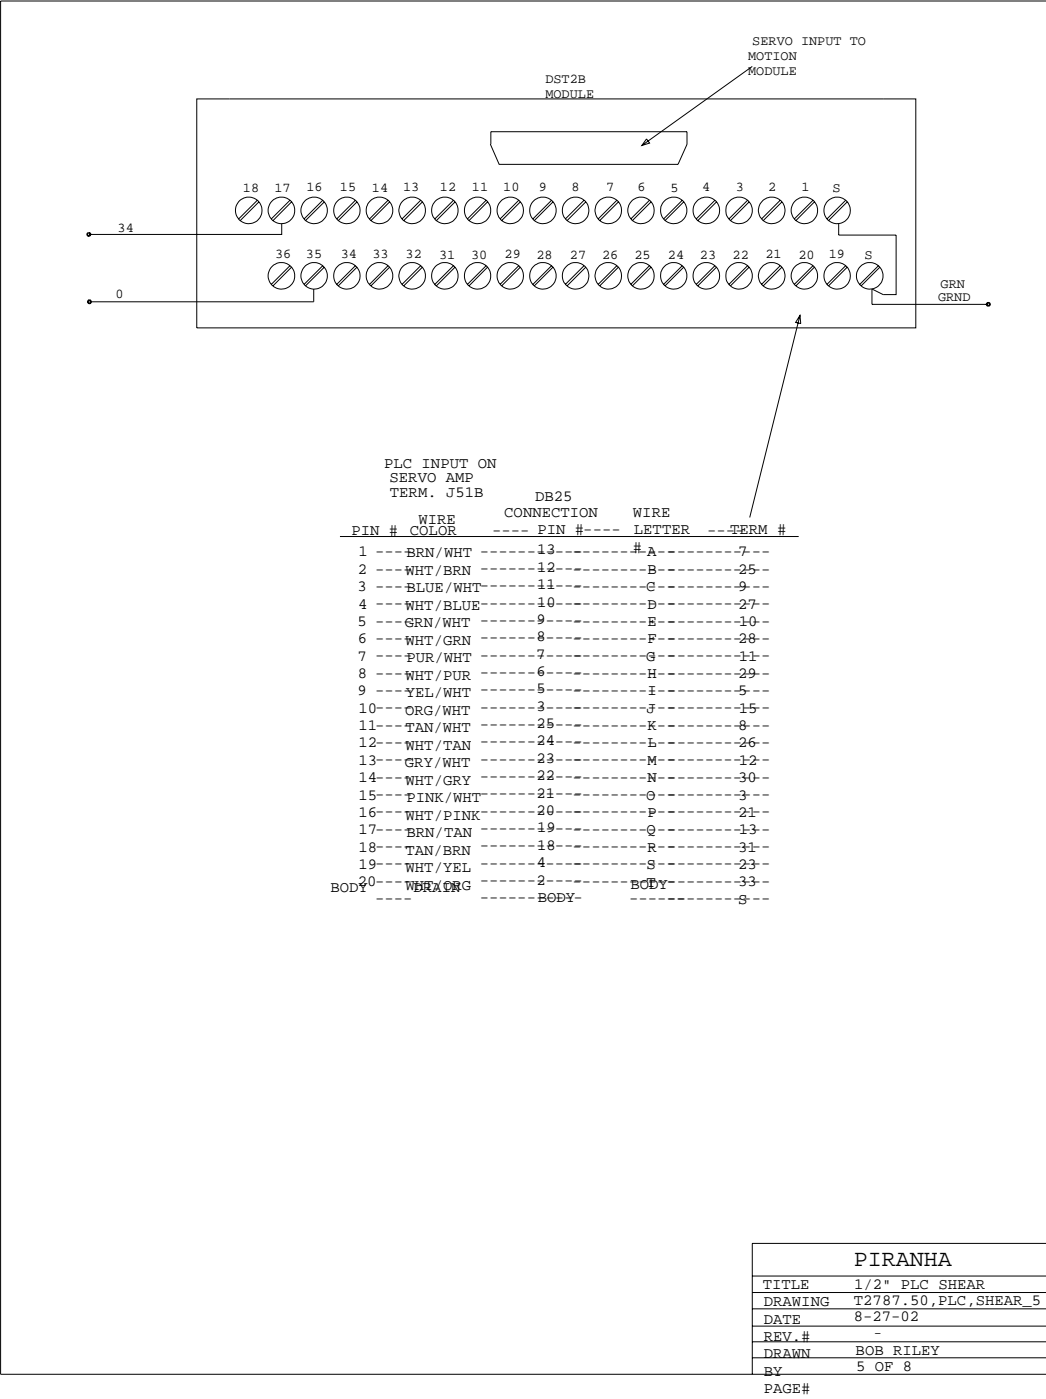 SERVO INPUT TO
MOTION
MODULE
DST2B
MODULE
18 17 16 15 14 13 12 11 10 9 8 7 6 5 4 3 2 1 S
34
36 35 34 33 32 31 30 29 28 27 26 25 24 23 22 21 20 19 S
0
GRN
GRND
PLC INPUT ON
SERVO AMP
TERM. J51B
DB25
CONNECTION
WIRE
WIRE
PIN # COLOR ---- PIN #---- LETTER ---- TERM #
#
1 ---- BRN/WHT ------ 13 --- - ------ A - ------ 7 ---
2 ---- WHT/BRN ------ 12 --- - ------ B - ------ 25 --
3 ---- BLUE/WHT ------ 11 --- - ------ C - ------ 9 ---
4 ---- WHT/BLUE ------ 10 --- - ------ D - ------ 27 --
5 ---- GRN/WHT ------ 9 --- - ------ E - ------ 10 --
6 ---- WHT/GRN ------ 8 --- - ------ F - ------ 28 --
7 ---- PUR/WHT ------ 7 --- - ------ G - ------ 11 --
8 ---- WHT/PUR ------ 6 --- - ------ H - ------ 29 --
9 ---- YEL/WHT ------ 5 --- - ------ I - ------ 5 ---
10 ---- ORG/WHT ------ 3 --- - ------ J - ------ 15 --
11 ---- TAN/WHT ------ 25 --- - ------ K - ------ 8 ---
12 ---- WHT/TAN ------ 24 --- - ------ L - ------ 26 --
13 ---- GRY/WHT ------ 23 --- - ------ M - ------ 12 --
14 ---- WHT/GRY ------ 22 --- - ------ N - ------ 30 --
15 ---- PINK/WHT ------ 21 --- - ------ O - ------ 3 ---
16 ---- WHT/PINK ------ 20 --- - ------ P - ------ 21 --
17 ---- BRN/TAN ------ 19 --- - ------ Q - ------ 13 --
18 ---- TAN/BRN ------ 18 --- - ------ R - ------ 31 --
19 ---- WHT/YEL ------ 4 --- - ------ S - ------ 23 --
20 ---- WHT/ORG ------ 2 --- - ------ T - ------ 33 --
BODY ---- DRAIN ------ BODY - BODY ------ S ---
PIRANHA
TITLE 1/2" PLC SHEAR
DRAWING T2787.50,PLC,SHEAR_5
DATE 8-27-02
REV.# -
DRAWN BOB RILEY
BY 5 OF 8
PAGE#